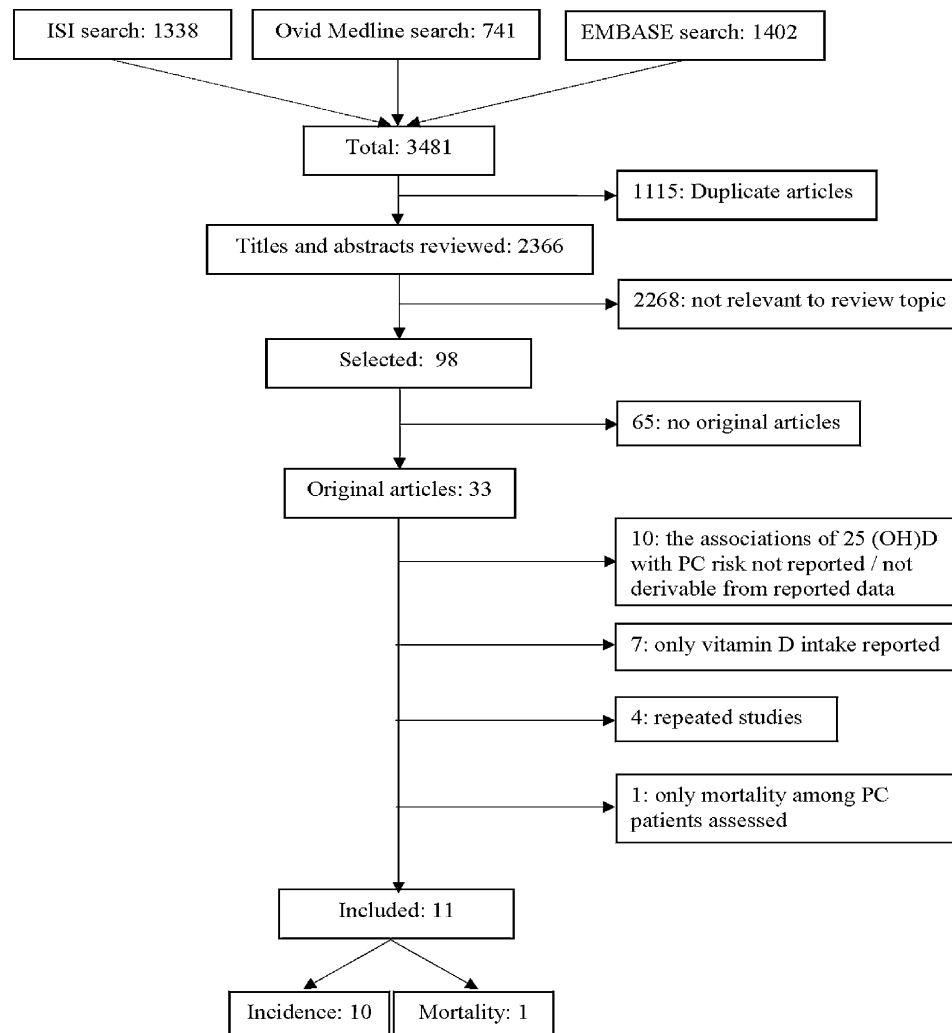 ISI search: 1338
Ovid Medline search: 741
EMBASE search: 1402
Total: 3481
1115: Duplicate articles
Titles and abstracts reviewed: 2366
2268: not relevant to review topic
Selected: 98
65: no original articles
Original articles: 33
10: the associations of 25 (OH)D
with PC risk not reported / not
derivable from reported data
7: only vitamin D intake reported
4: repeated studies
1: only mortality among PC
patients assessed
Included: 11
Incidence: 10
Mortality: 1